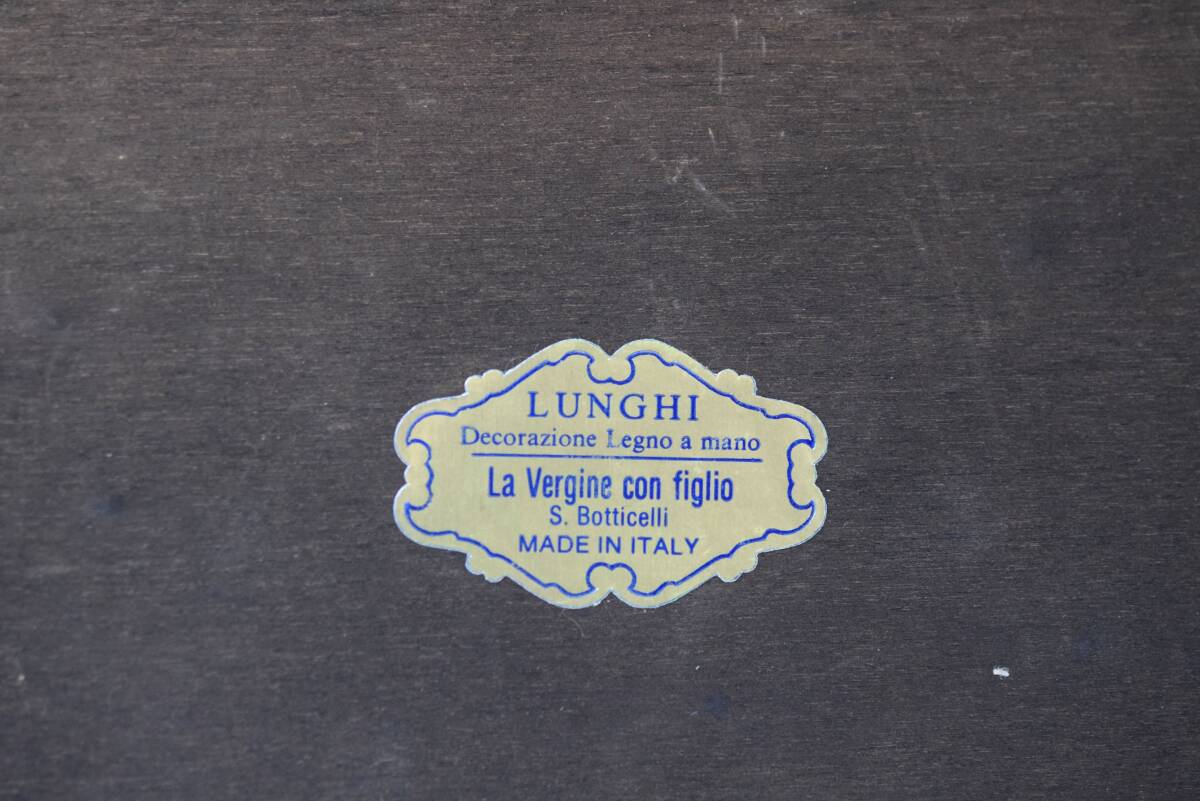 LUNGHI
Decorazione Legno a mano
La Vergine con figlio
S. Botticelli
MADE IN ITALY